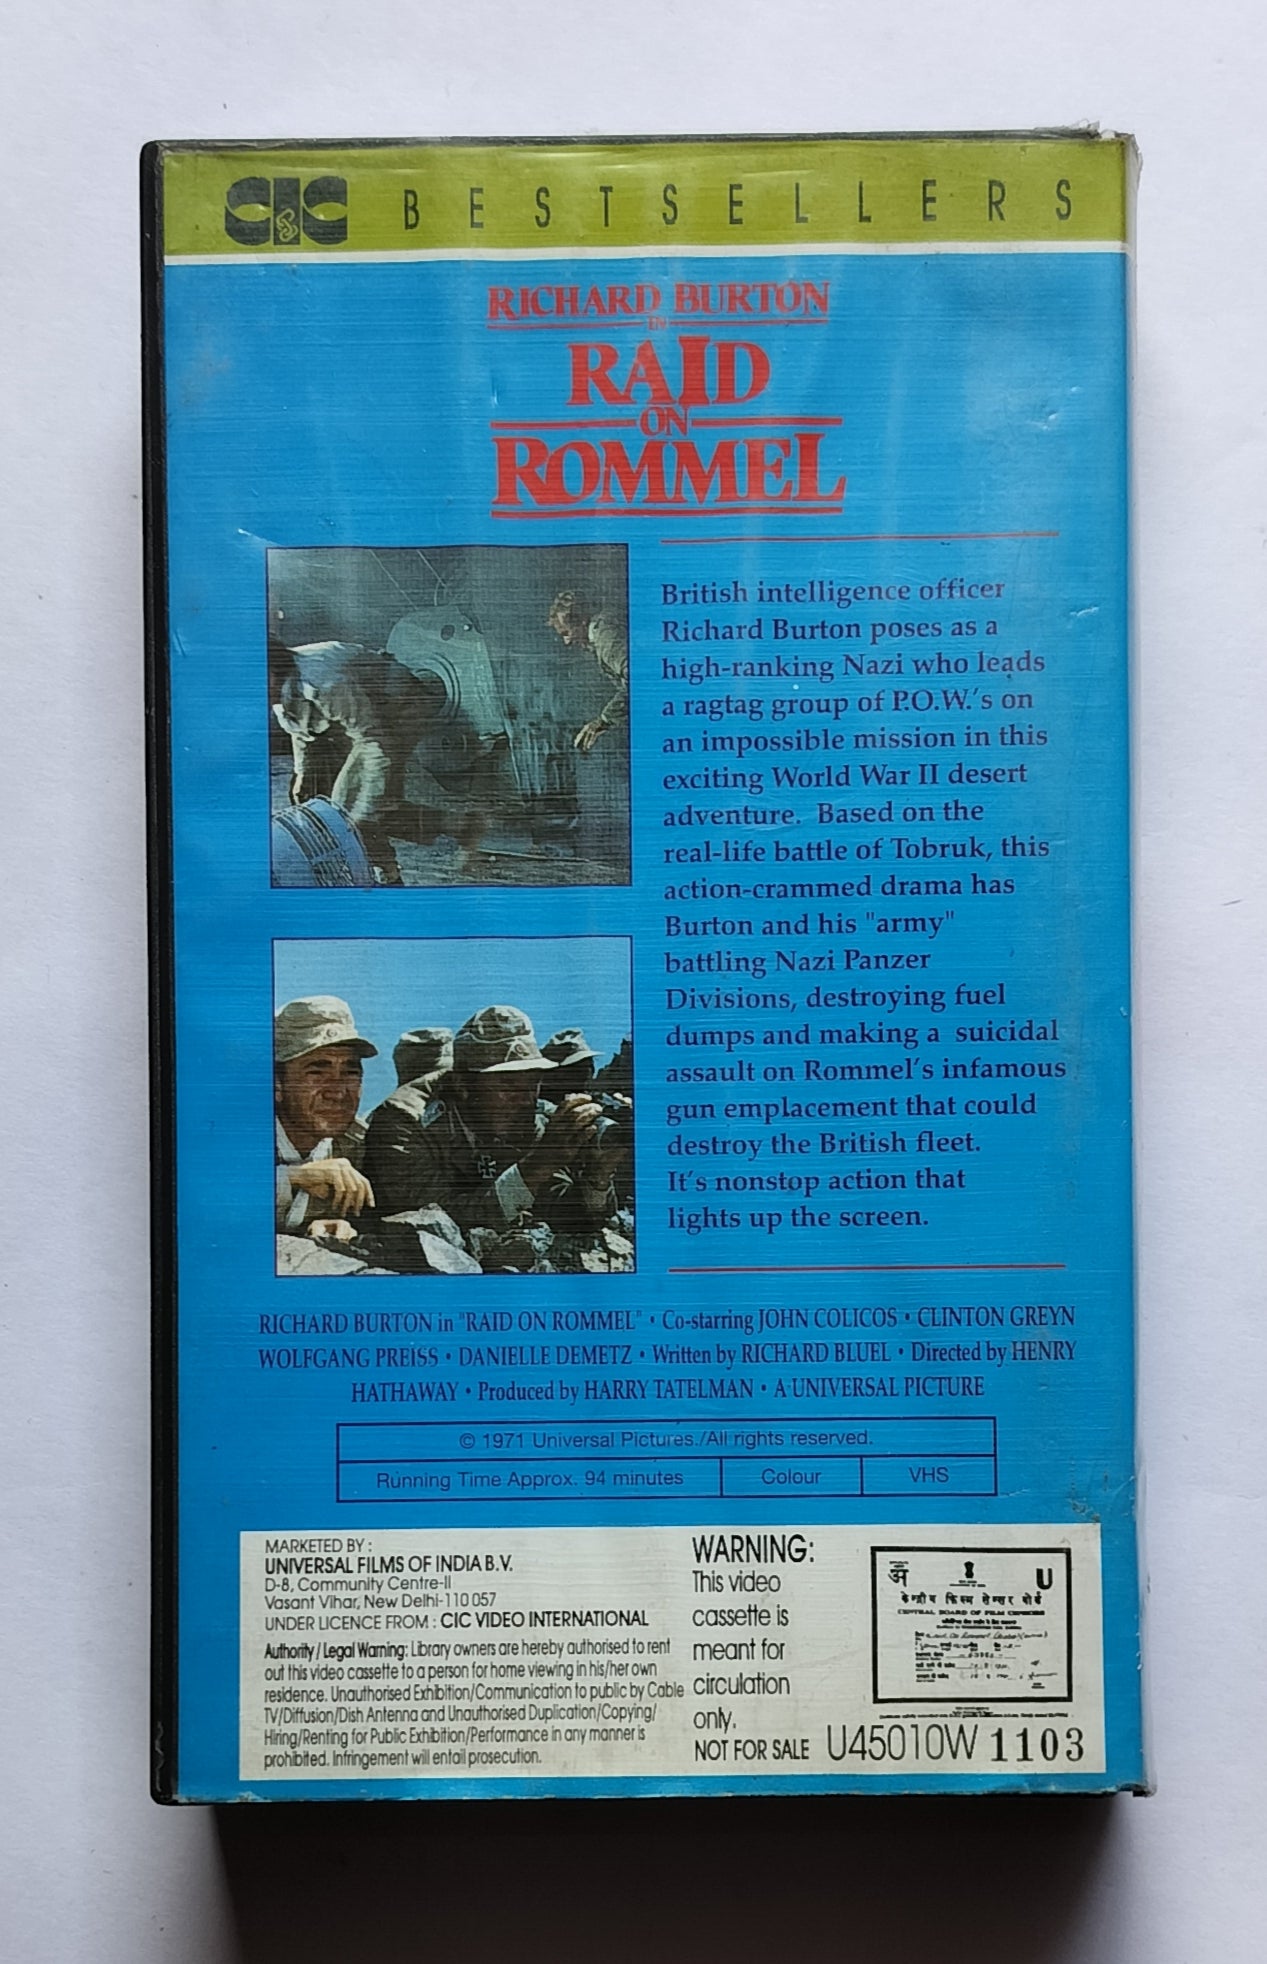 CIC BESTSELLERS
RICHARD BURTON
IN
RAID
ON
ROMMEL
British intelligence officer
Richard Burton poses as a
high-ranking Nazi who leads
a ragtag group of P.O.W.'s on
an impossible mission in this
exciting World War II desert
adventure. Based on the
real-life battle of Tobruk, this
action-crammed drama has
Burton and his "army"
battling Nazi Panzer
Divisions, destroying fuel
dumps and making a suicidal
assault on Rommel's infamous
gun emplacement that could
destroy the British fleet.
It's nonstop action that
lights up the screen.
RICHARD BURTON in "RAID ON ROMMEL" • Co-starring JOHN COLICOS • CLINTON GREYN
WOLFGANG PREISS • DANIELLE DEMETZ • Written by RICHARD BLUEL • Directed by HENRY
HATHAWAY • Produced by HARRY TATELMAN • A UNIVERSAL PICTURE
© 1971 Universal Pictures./All rights reserved.
Running Time Approx. 94 minutes Colour VHS
MARKETED BY :
UNIVERSAL FILMS OF INDIA B.V.
D-8, Community Centre-II
Vasant Vihar, New Delhi-110 057
UNDER LICENCE FROM : CIC VIDEO INTERNATIONAL
Authority / Legal Warning: Library owners are hereby authorised to rent
out this video cassette to a person for home viewing in his/her own
residence. Unauthorised Exhibition/Communication to public by Cable
TV/Diffusion/Dish Antenna and Unauthorised Duplication/Copying/
Hiring/Renting for Public Exhibition/Performance in any manner is
prohibited. Infringement will entail prosecution.
WARNING:
This video
cassette is
meant for
circulation
only.
NOT FOR SALE U45010W 1103
अ U
केन्द्रीय फिल्म सेन्सर बोर्ड
CENTRAL BOARD OF FILM CENSORS